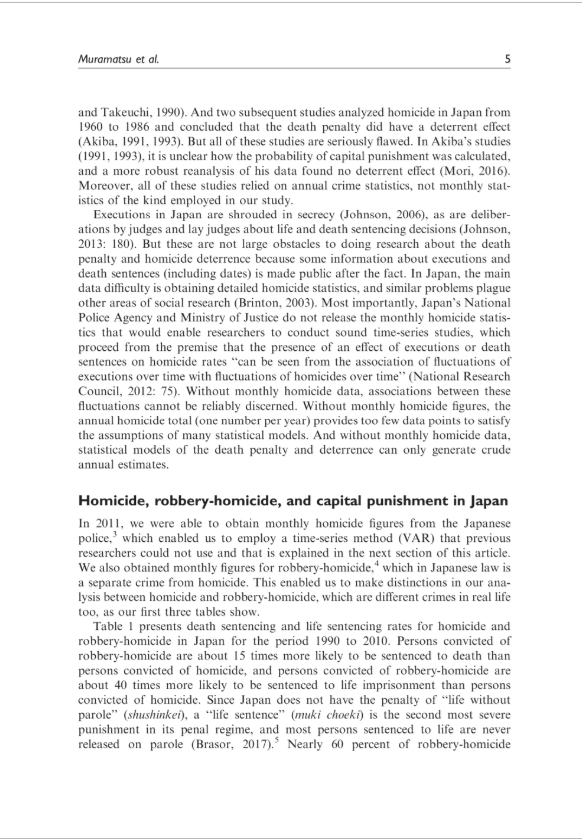 Muramatsu et al. 5
and Takeuchi, 1990). And two subsequent studies analyzed homicide in Japan from
1960 to 1986 and concluded that the death penalty did have a deterrent effect
(Akiba, 1991, 1993). But all of these studies are seriously flawed. In Akiba's studies
(1991, 1993), it is unclear how the probability of capital punishment was calculated,
and a more robust reanalysis of his data found no deterrent effect (Mori, 2016).
Moreover, all of these studies relied on annual crime statistics, not monthly stat-
istics of the kind employed in our study.
Executions in Japan are shrouded in secrecy (Johnson, 2006), as are deliber-
ations by judges and lay judges about life and death sentencing decisions (Johnson,
2013: 180). But these are not large obstacles to doing research about the death
penalty and homicide deterrence because some information about executions and
death sentences (including dates) is made public after the fact. In Japan, the main
data difficulty is obtaining detailed homicide statistics, and similar problems plague
other areas of social research (Brinton, 2003). Most importantly, Japan's National
Police Agency and Ministry of Justice do not release the monthly homicide statis-
tics that would enable researchers to conduct sound time-series studies, which
proceed from the premise that the presence of an effect of executions or death
sentences on homicide rates ‘‘can be seen from the association of fluctuations of
executions over time with fluctuations of homicides over time’’ (National Research
Council, 2012: 75). Without monthly homicide data, associations between these
fluctuations cannot be reliably discerned. Without monthly homicide figures, the
annual homicide total (one number per year) provides too few data points to satisfy
the assumptions of many statistical models. And without monthly homicide data,
statistical models of the death penalty and deterrence can only generate crude
annual estimates.
Homicide, robbery-homicide, and capital punishment in Japan
In 2011, we were able to obtain monthly homicide figures from the Japanese
police,³ which enabled us to employ a time-series method (VAR) that previous
researchers could not use and that is explained in the next section of this article.
We also obtained monthly figures for robbery-homicide,⁴ which in Japanese law is
a separate crime from homicide. This enabled us to make distinctions in our ana-
lysis between homicide and robbery-homicide, which are different crimes in real life
too, as our first three tables show.
Table 1 presents death sentencing and life sentencing rates for homicide and
robbery-homicide in Japan for the period 1990 to 2010. Persons convicted of
robbery-homicide are about 15 times more likely to be sentenced to death than
persons convicted of homicide, and persons convicted of robbery-homicide are
about 40 times more likely to be sentenced to life imprisonment than persons
convicted of homicide. Since Japan does not have the penalty of ‘‘life without
parole’’ (shushinkei), a ‘‘life sentence’’ (muki choeki) is the second most severe
punishment in its penal regime, and most persons sentenced to life are never
released on parole (Brasor, 2017).⁵ Nearly 60 percent of robbery-homicide